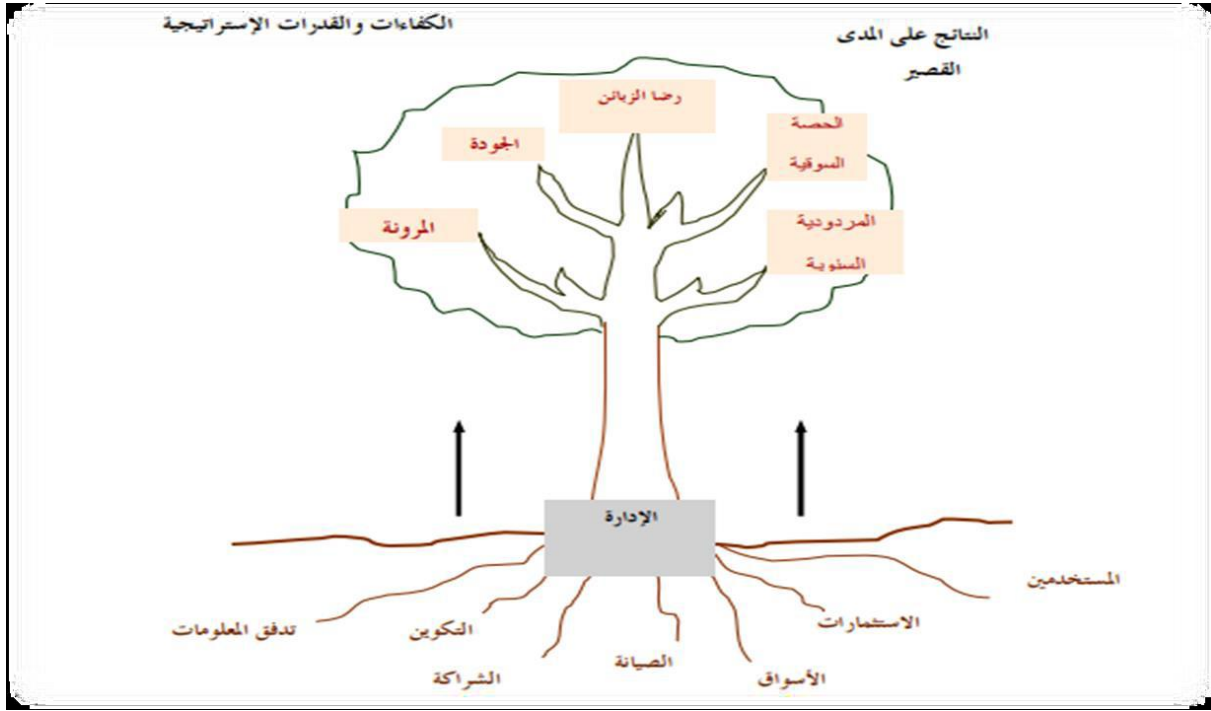 النتائج على المدى
القصير
الكفاءات والقدرات الإستراتيجية
رضا الزبائن
الحصة
السوقية
الجودة
المردودية
السنوية
المرونة
الإدارة
المستخدمين
الاستثمارات
التكوين
تدفق المعلومات
الصيانة
الأسواق
الشراكة